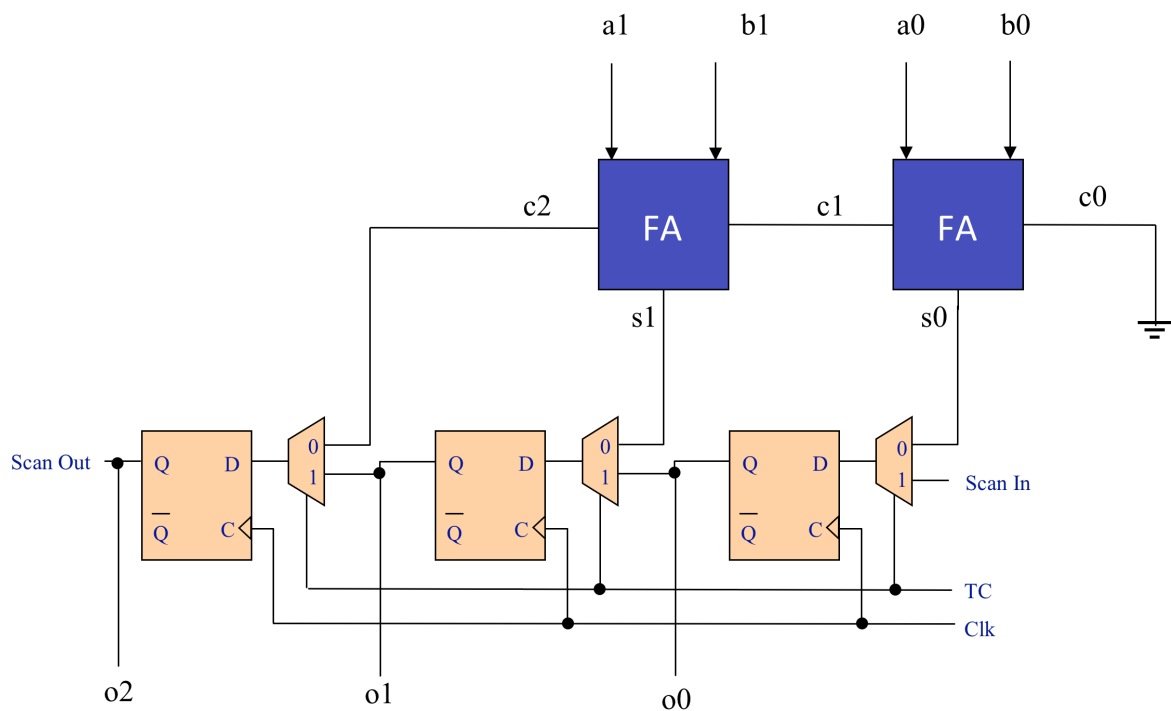 a1 b1 a0 b0
c2 FA c1 FA c0
s1 s0
0 0 0
Scan Out Q D 1 Q D 1 Q D 1 Scan In
Q C Q C Q C
TC
Clk
o2 o1 o0